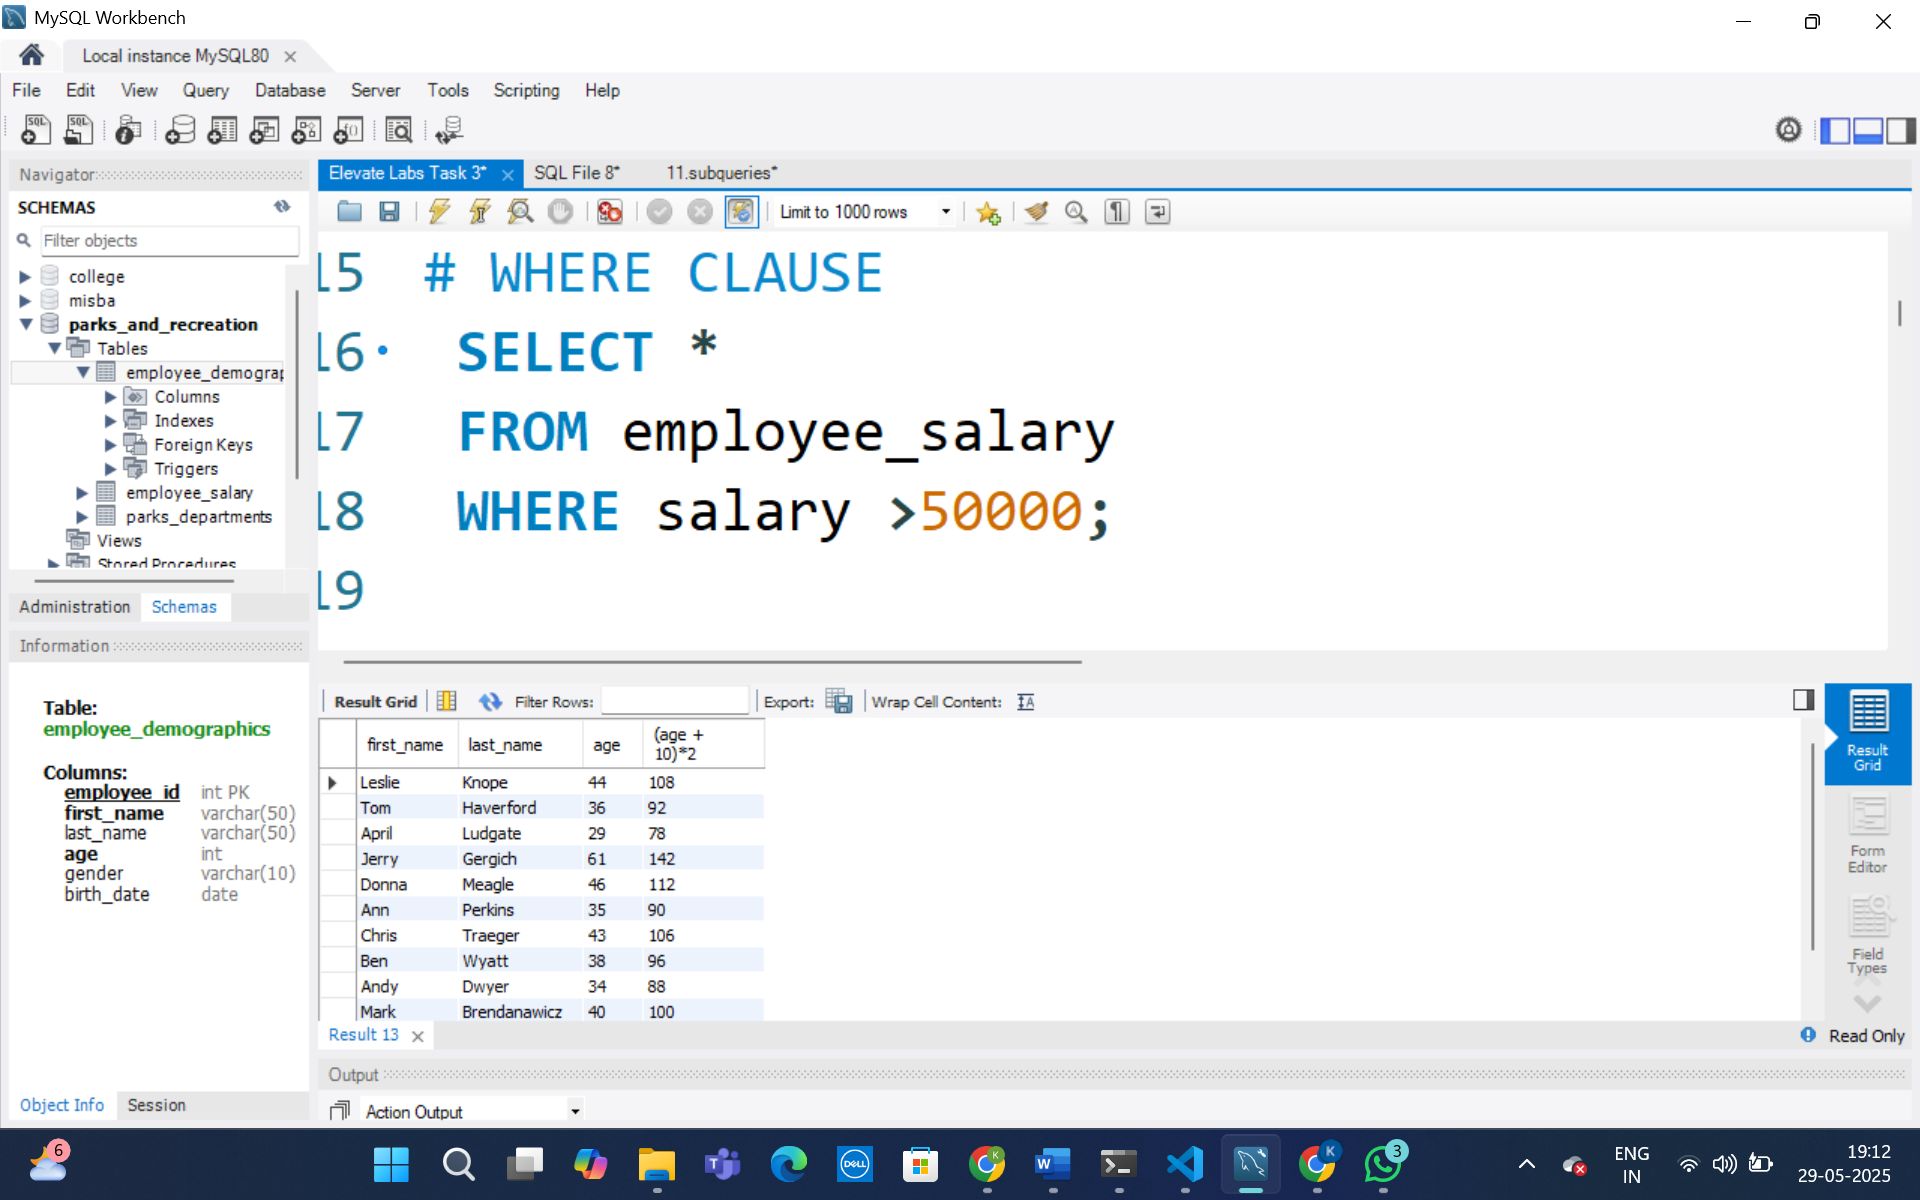 MySQL Workbench
Local instance MySQL80
File Edit View Query Database Server Tools Scripting Help
Navigator
SCHEMAS
Filter objects
college
misba
parks_and_recreation
Tables
employee_demograp
Columns
Indexes
Foreign Keys
Triggers
employee_salary
parks_departments
Views
Stored Procedures
Administration Schemas
Information
Table:
employee_demographics
Columns:
employee_id int PK
first_name varchar(50)
last_name varchar(50)
age int
gender varchar(10)
birth_date date
Object Info Session
Elevate Labs Task 3* SQL File 8* 11.subqueries*
Limit to 1000 rows
15 # WHERE CLAUSE
16 SELECT *
17 FROM employee_salary
18 WHERE salary >50000;
19
Result Grid Filter Rows: Export: Wrap Cell Content:
first_name last_name age (age + 10)*2
Leslie Knope 44 108
Tom Haverford 36 92
April Ludgate 29 78
Jerry Gergich 61 142
Donna Meagle 46 112
Ann Perkins 35 90
Chris Traeger 43 106
Ben Wyatt 38 96
Andy Dwyer 34 88
Mark Brendanawicz 40 100
Result Grid
Form Editor
Field Types
Result 13
Read Only
Output
Action Output
6
DELL
K
K
3
ENG
IN
19:12
29-05-2025